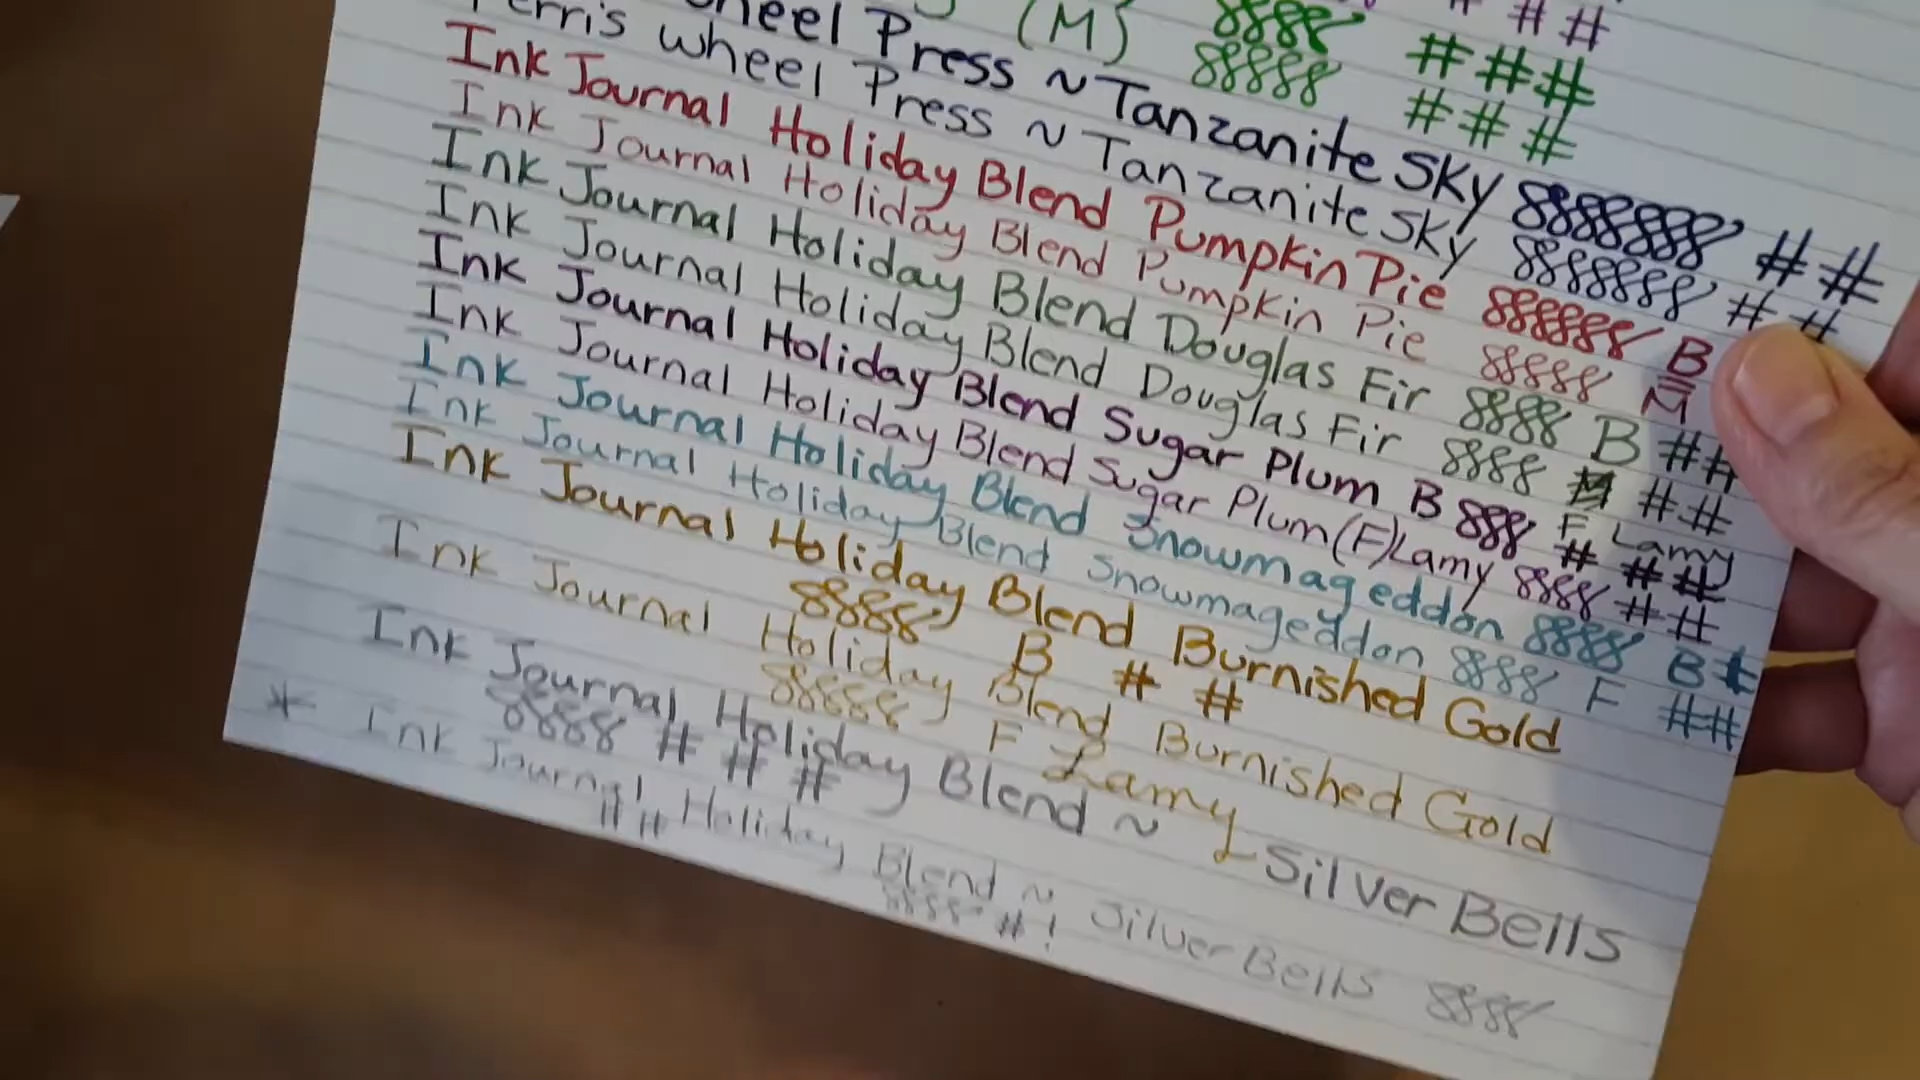 # #
(M) 8888 # # #
88888 # # #
Wheel Press ~ Tanzanite Sky 8888888 # #
Ferris Wheel Press ~ Tanzanite Sky 8888888 # #
Ink Journal Holiday Blend Pumpkin Pie 888888 B
Ink Journal Holiday Blend Pumpkin Pie 88888 M
Ink Journal Holiday Blend Douglas Fir 8888 B ##
Ink Journal Holiday Blend Douglas Fir 8888 M ##
Ink Journal Holiday Blend Sugar Plum B 888 # # #
F Lamy
Ink Journal Holiday Blend Sugar Plum (F) Lamy 8888 ##
Ink Journal Holiday Blend Snowmageddon 8888 B #
Ink Journal Holiday Blend Snowmageddon 8888 F ##
Ink Journal Holiday Blend Burnished Gold
8888 B # #
Ink Journal Holiday Blend Burnished Gold
88888 F Lamy
Ink Journal Holiday Blend ~ Silver Bells
8888 # # #
* Ink Journal Holiday Blend ~ Silver Bells 8888
# # 8888 # !